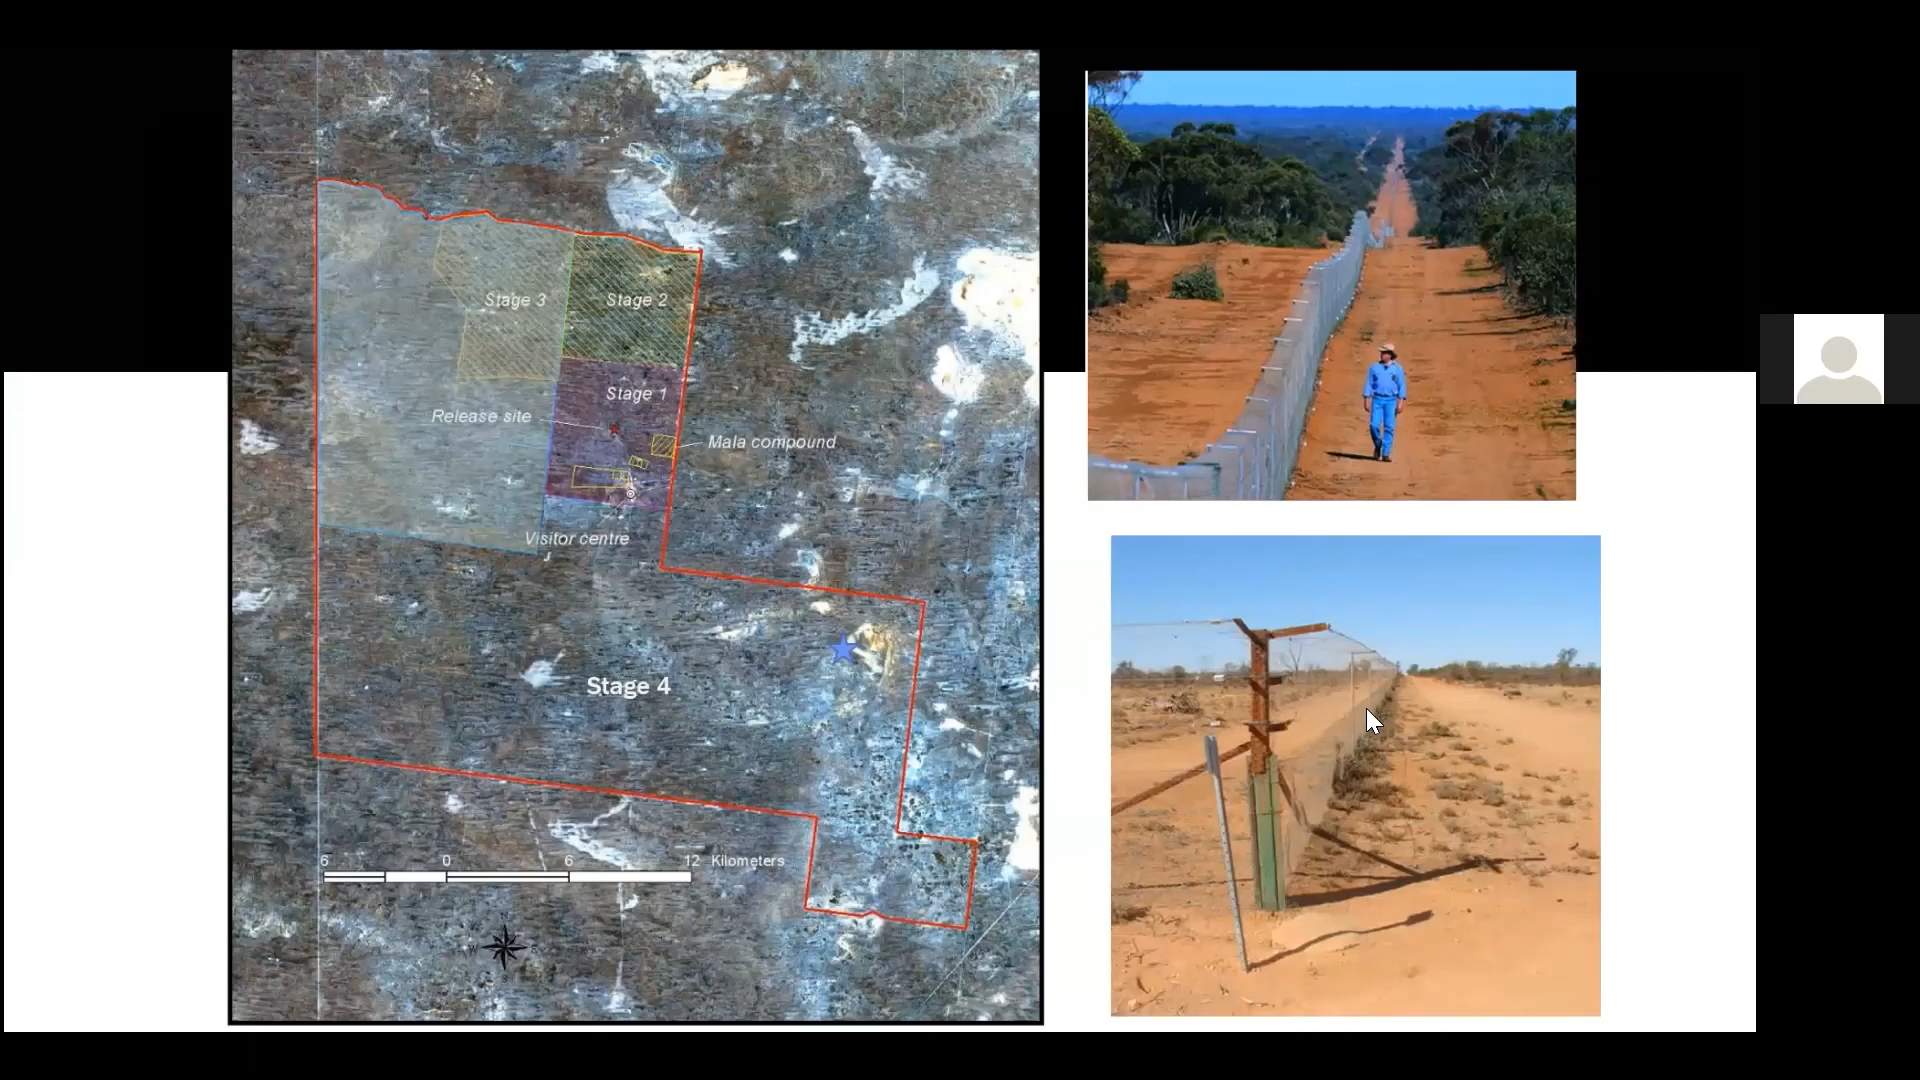 Stage 3
Stage 2
Stage 1
Release site
Mala compound
Visitor centre
Stage 4
6 0 6 12 Kilometers
N